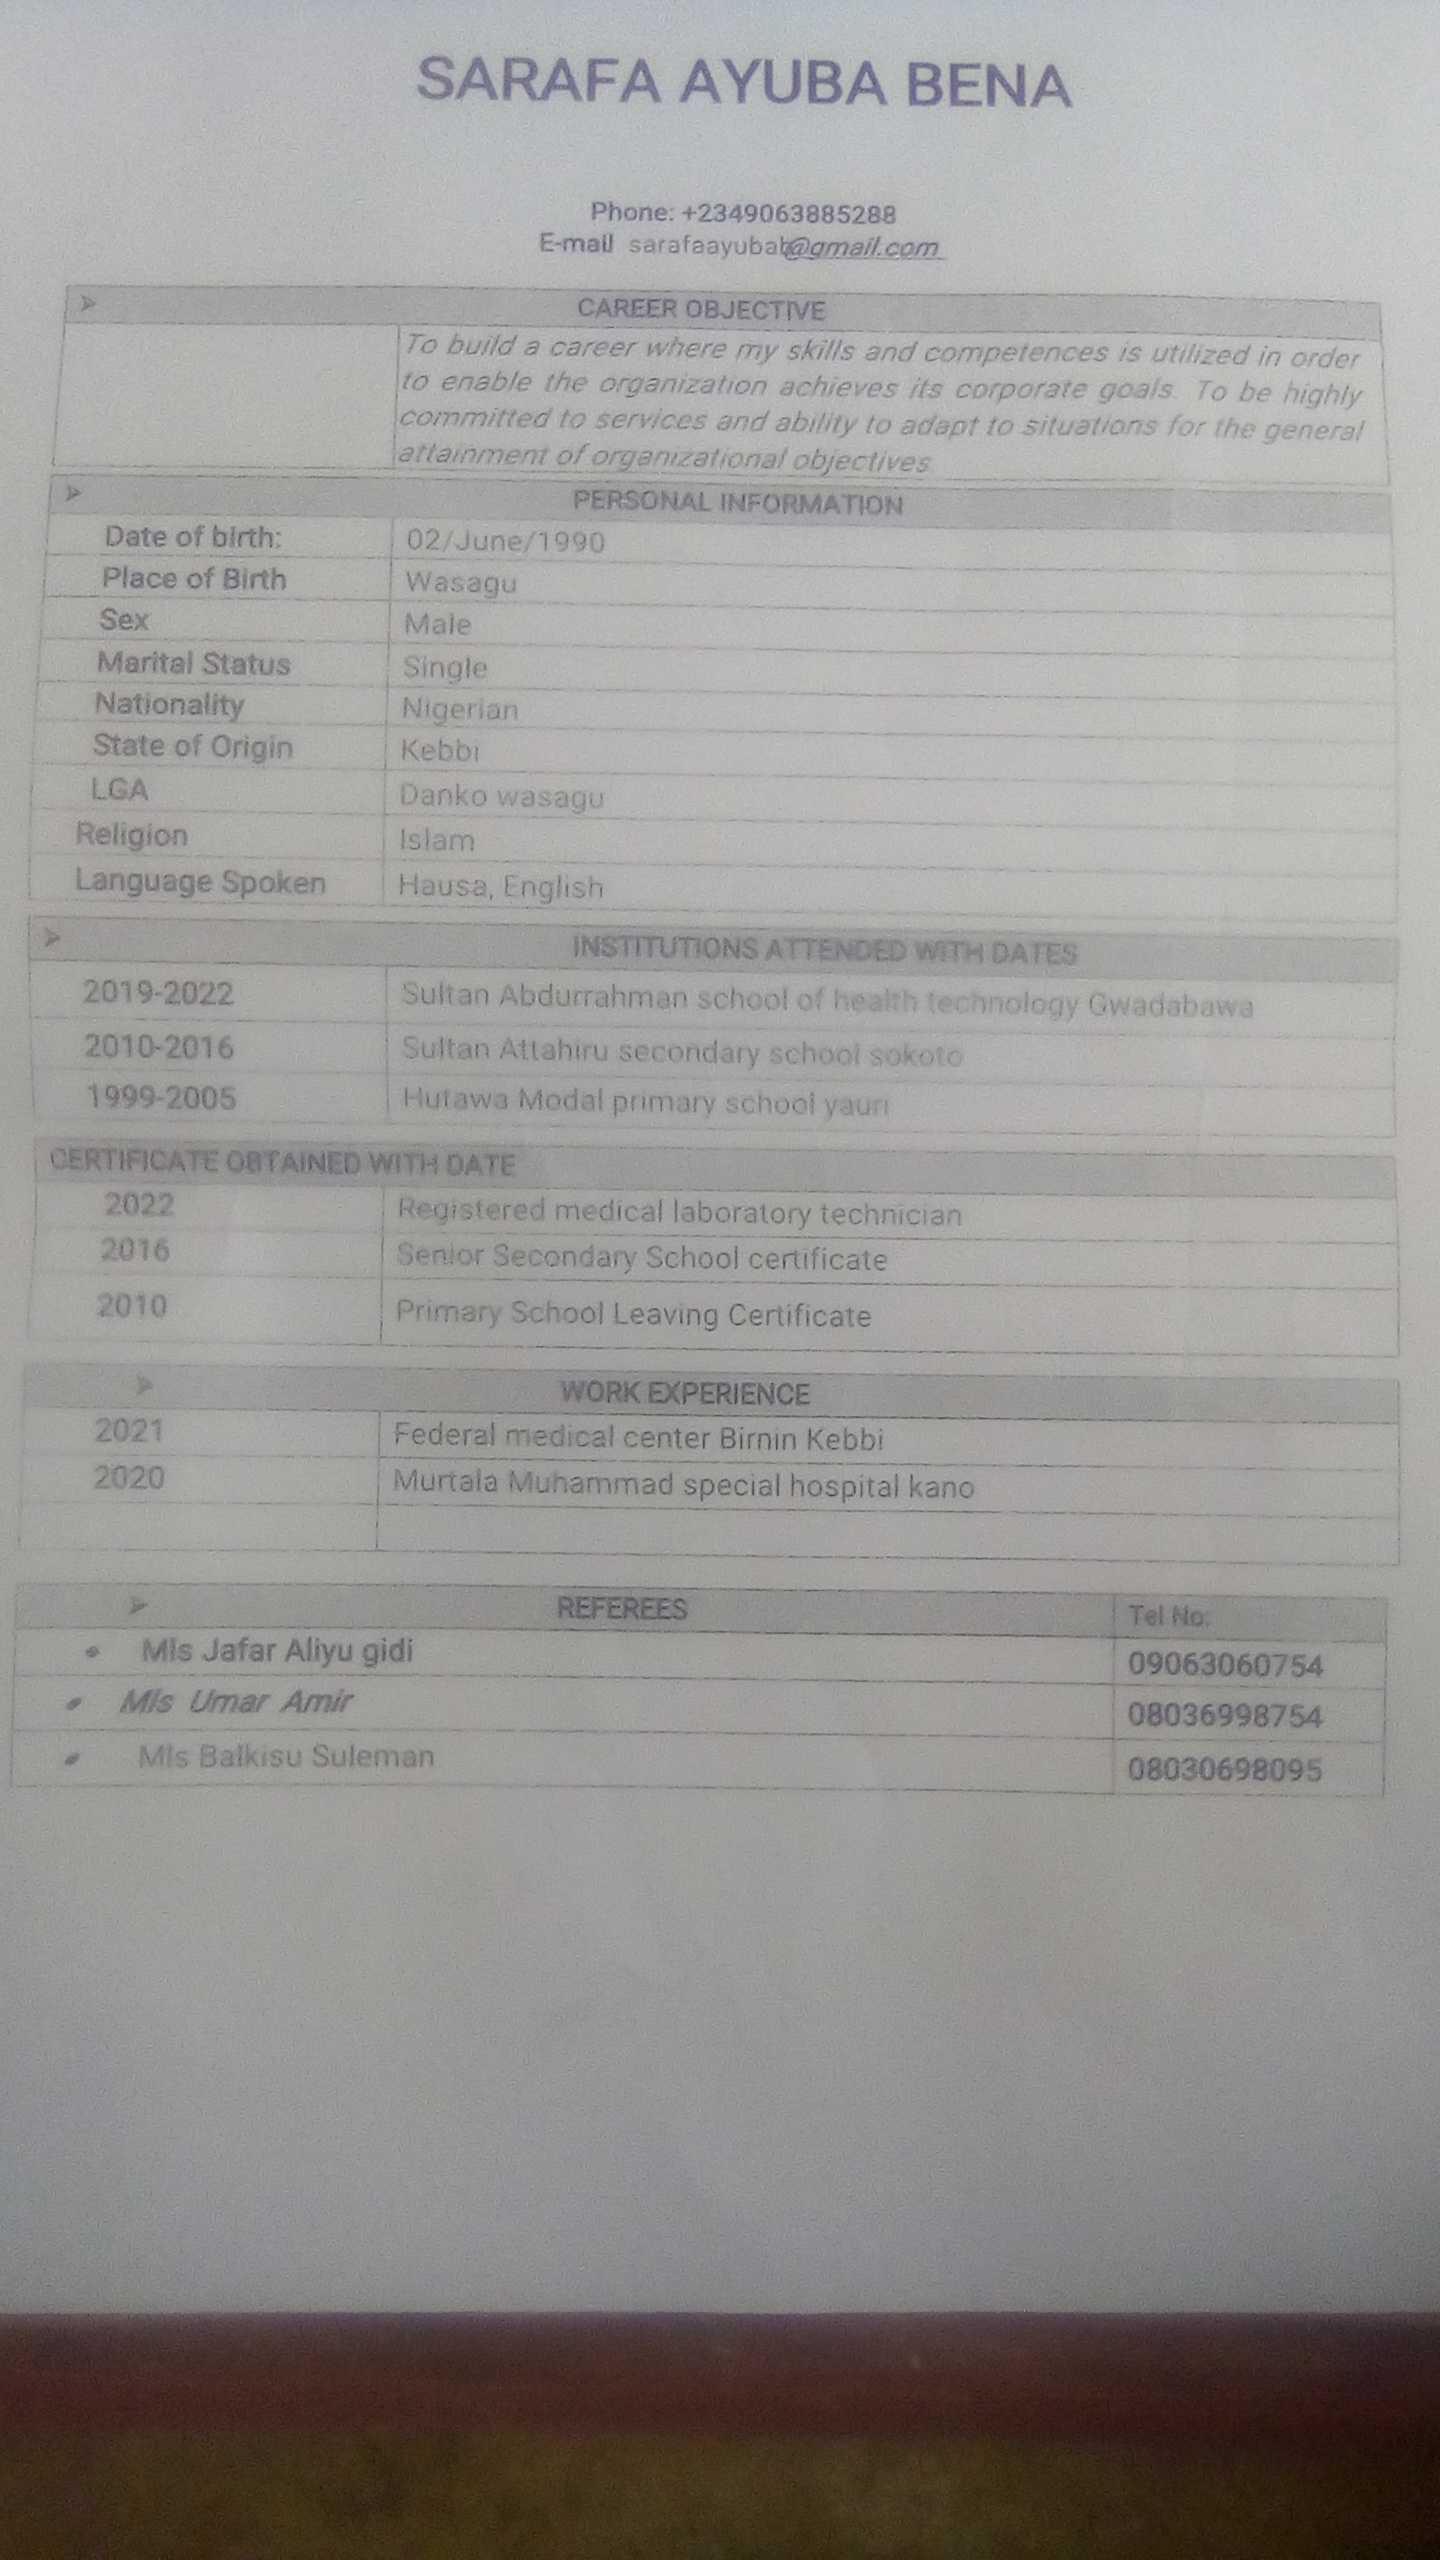 SARAFA AYUBA BENA
Phone: +2349063885288
E-mail sarafaayubab@gmail.com
➤ CAREER OBJECTIVE
To build a career where my skills and competences is utilized in order
to enable the organization achieves its corporate goals. To be highly
committed to services and ability to adapt to situations for the general
attainment of organizational objectives.
➤ PERSONAL INFORMATION
Date of birth: 02/June/1990
Place of Birth Wasagu
Sex Male
Marital Status Single
Nationality Nigerian
State of Origin Kebbi
LGA Danko wasagu
Religion Islam
Language Spoken Hausa, English
➤ INSTITUTIONS ATTENDED WITH DATES
2019-2022 Sultan Abdurrahman school of health technology Gwadabawa
2010-2016 Sultan Attahiru secondary school sokoto
1999-2005 Hutawa Modal primary school yauri
CERTIFICATE OBTAINED WITH DATE
2022 Registered medical laboratory technician
2016 Senior Secondary School certificate
2010 Primary School Leaving Certificate
➤ WORK EXPERIENCE
2021 Federal medical center Birnin Kebbi
2020 Murtala Muhammad special hospital kano
➤ REFEREES Tel No:
• Mls Jafar Aliyu gidi 09063060754
• Mls Umar Amir 08036998754
• Mls Balkisu Suleman 08030698095